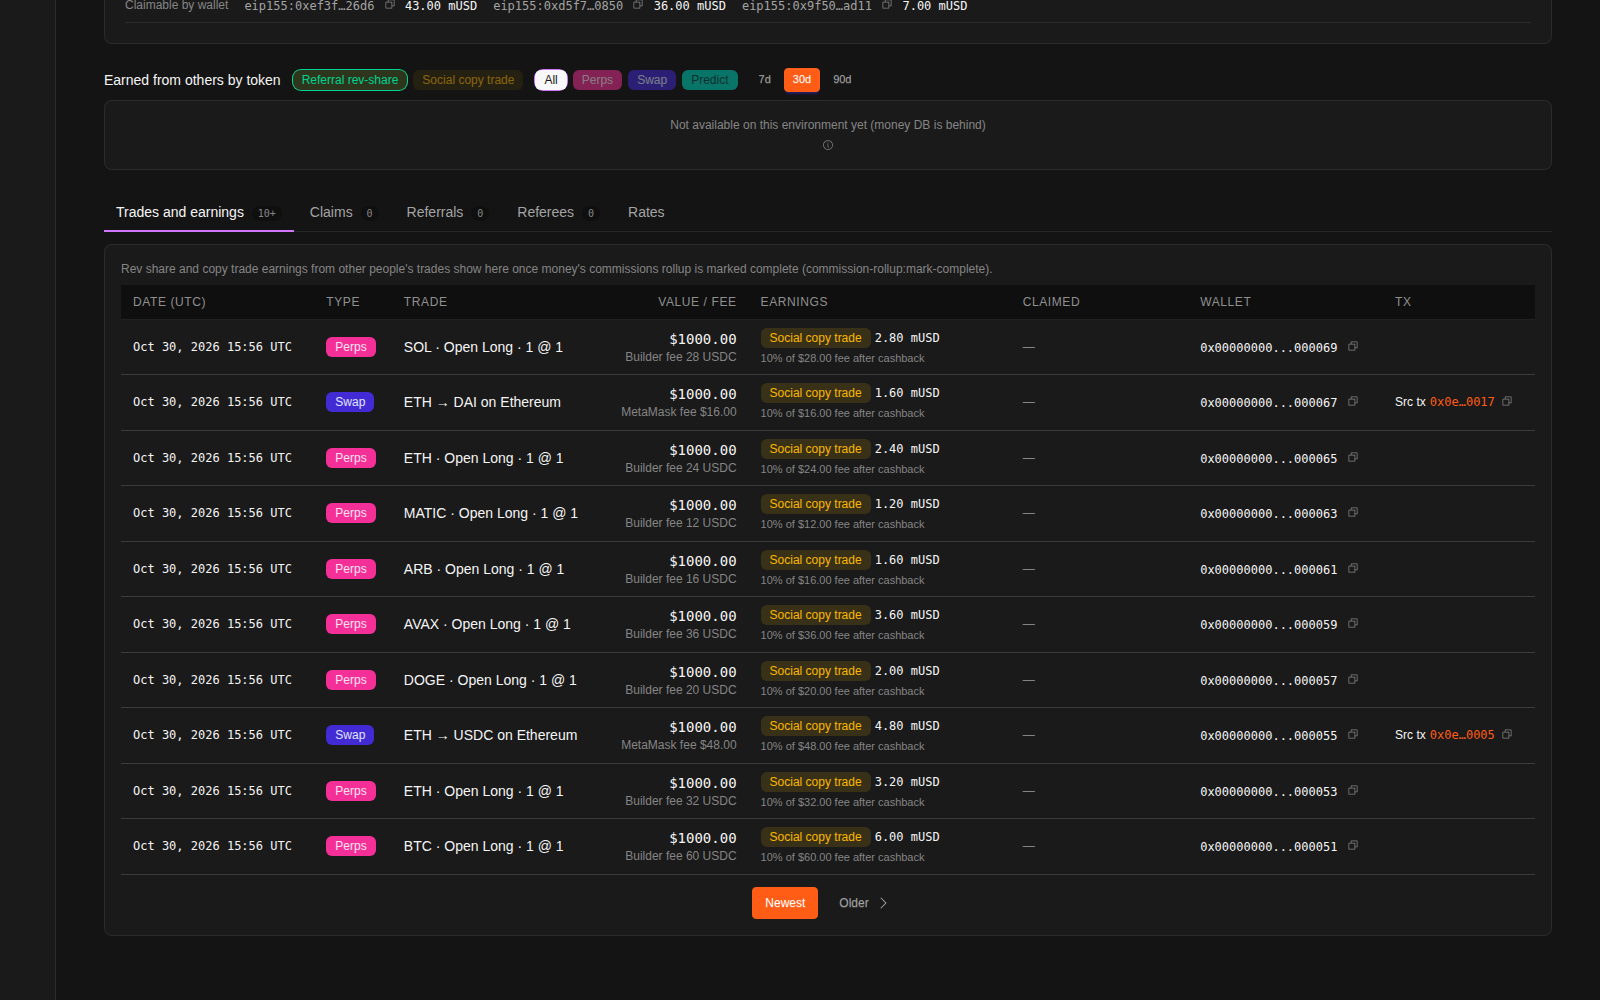 Claimable by wallet eip155:0xef3f…26d6 43.00 mUSD eip155:0xd5f7…0850 36.00 mUSD eip155:0x9f50…ad11 7.00 mUSD
Earned from others by token Referral rev-share Social copy trade All Perps Swap Predict 7d 30d 90d
Not available on this environment yet (money DB is behind)
Trades and earnings 10+ Claims 0 Referrals 0 Referees 0 Rates
Rev share and copy trade earnings from other people's trades show here once money's commissions rollup is marked complete (commission-rollup:mark-complete).
DATE (UTC) TYPE TRADE VALUE / FEE EARNINGS CLAIMED WALLET TX
Oct 30, 2026 15:56 UTC Perps SOL · Open Long · 1 @ 1 $1000.00 Social copy trade 2.80 mUSD — 0x00000000...000069
Builder fee 28 USDC 10% of $28.00 fee after cashback
Oct 30, 2026 15:56 UTC Swap ETH → DAI on Ethereum $1000.00 Social copy trade 1.60 mUSD — 0x00000000...000067 Src tx 0x0e…0017
MetaMask fee $16.00 10% of $16.00 fee after cashback
Oct 30, 2026 15:56 UTC Perps ETH · Open Long · 1 @ 1 $1000.00 Social copy trade 2.40 mUSD — 0x00000000...000065
Builder fee 24 USDC 10% of $24.00 fee after cashback
Oct 30, 2026 15:56 UTC Perps MATIC · Open Long · 1 @ 1 $1000.00 Social copy trade 1.20 mUSD — 0x00000000...000063
Builder fee 12 USDC 10% of $12.00 fee after cashback
Oct 30, 2026 15:56 UTC Perps ARB · Open Long · 1 @ 1 $1000.00 Social copy trade 1.60 mUSD — 0x00000000...000061
Builder fee 16 USDC 10% of $16.00 fee after cashback
Oct 30, 2026 15:56 UTC Perps AVAX · Open Long · 1 @ 1 $1000.00 Social copy trade 3.60 mUSD — 0x00000000...000059
Builder fee 36 USDC 10% of $36.00 fee after cashback
Oct 30, 2026 15:56 UTC Perps DOGE · Open Long · 1 @ 1 $1000.00 Social copy trade 2.00 mUSD — 0x00000000...000057
Builder fee 20 USDC 10% of $20.00 fee after cashback
Oct 30, 2026 15:56 UTC Swap ETH → USDC on Ethereum $1000.00 Social copy trade 4.80 mUSD — 0x00000000...000055 Src tx 0x0e…0005
MetaMask fee $48.00 10% of $48.00 fee after cashback
Oct 30, 2026 15:56 UTC Perps ETH · Open Long · 1 @ 1 $1000.00 Social copy trade 3.20 mUSD — 0x00000000...000053
Builder fee 32 USDC 10% of $32.00 fee after cashback
Oct 30, 2026 15:56 UTC Perps BTC · Open Long · 1 @ 1 $1000.00 Social copy trade 6.00 mUSD — 0x00000000...000051
Builder fee 60 USDC 10% of $60.00 fee after cashback
Newest Older